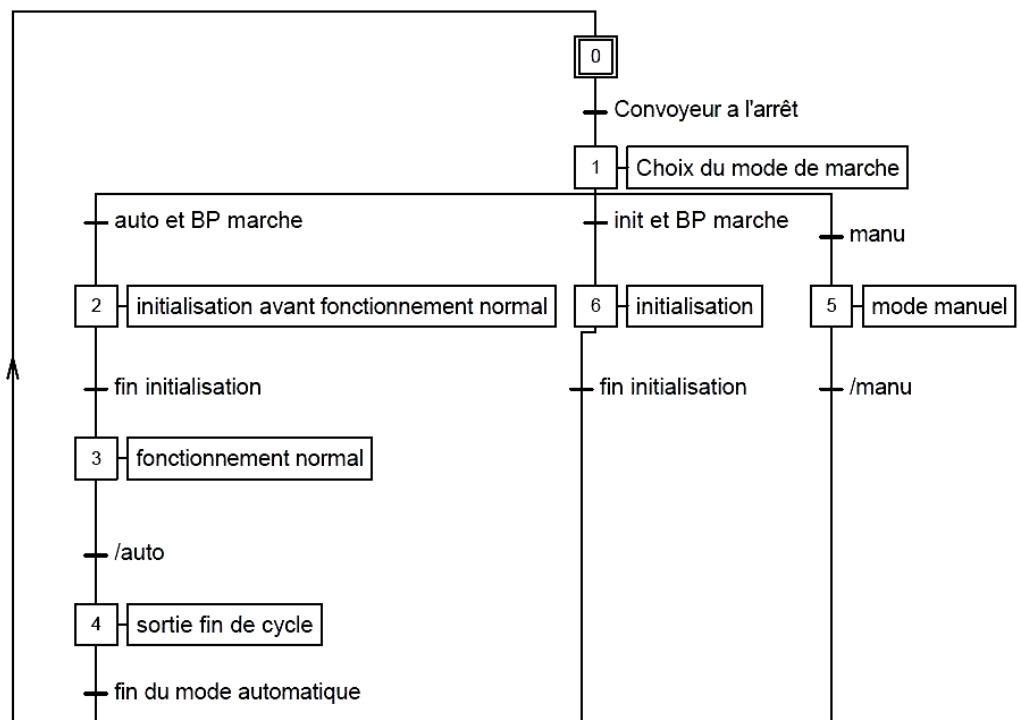 0
Convoyeur a l'arrêt
1 Choix du mode de marche
auto et BP marche
init et BP marche
manu
2 initialisation avant fonctionnement normal
6 initialisation
5 mode manuel
fin initialisation
fin initialisation
/manu
3 fonctionnement normal
/auto
4 sortie fin de cycle
fin du mode automatique